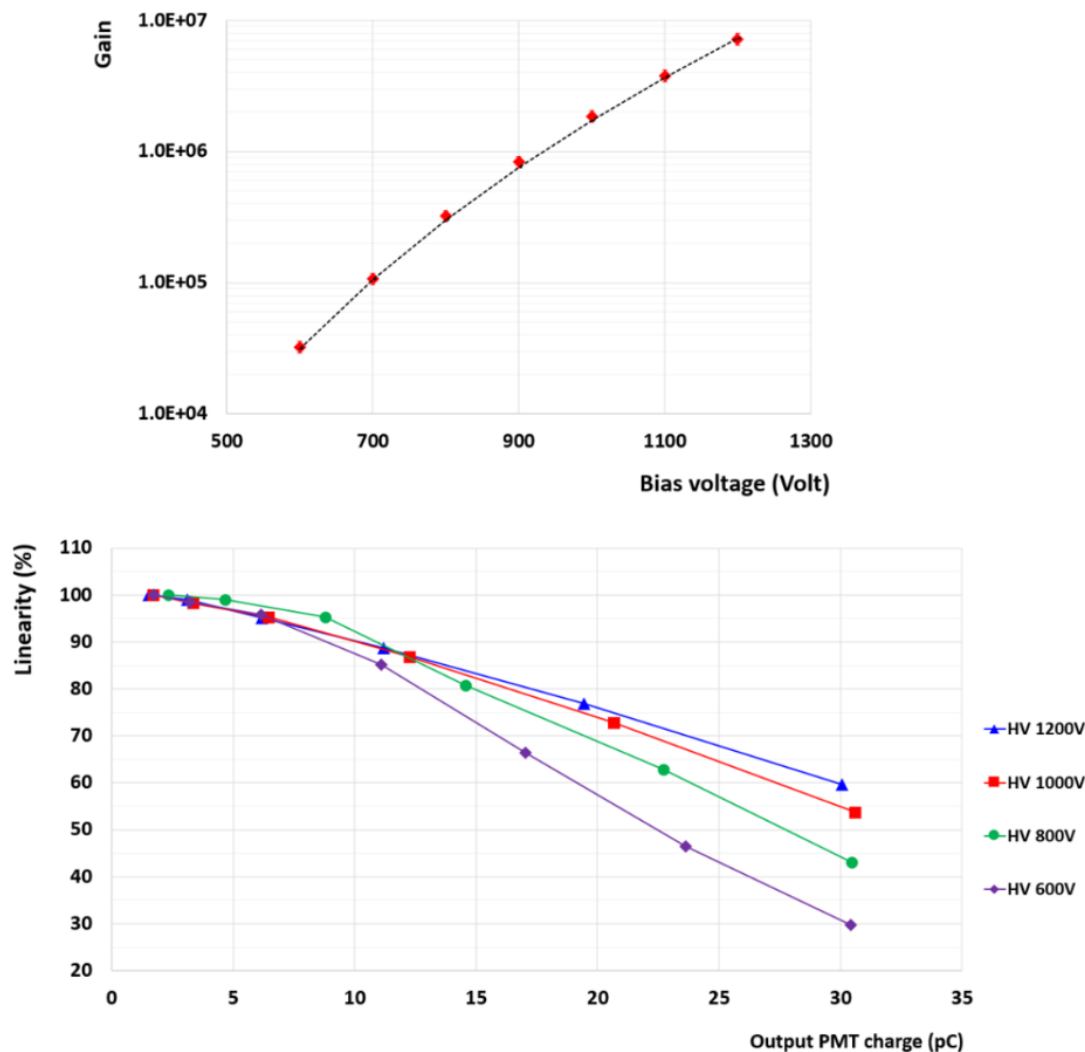 Gain
1.0E+07
1.0E+06
1.0E+05
1.0E+04
500 700 900 1100 1300
Bias voltage (Volt)
Linearity (%)
110
100
90
80
70
60
50
40
30
20
0 5 10 15 20 25 30 35
Output PMT charge (pC)
HV 1200V
HV 1000V
HV 800V
HV 600V